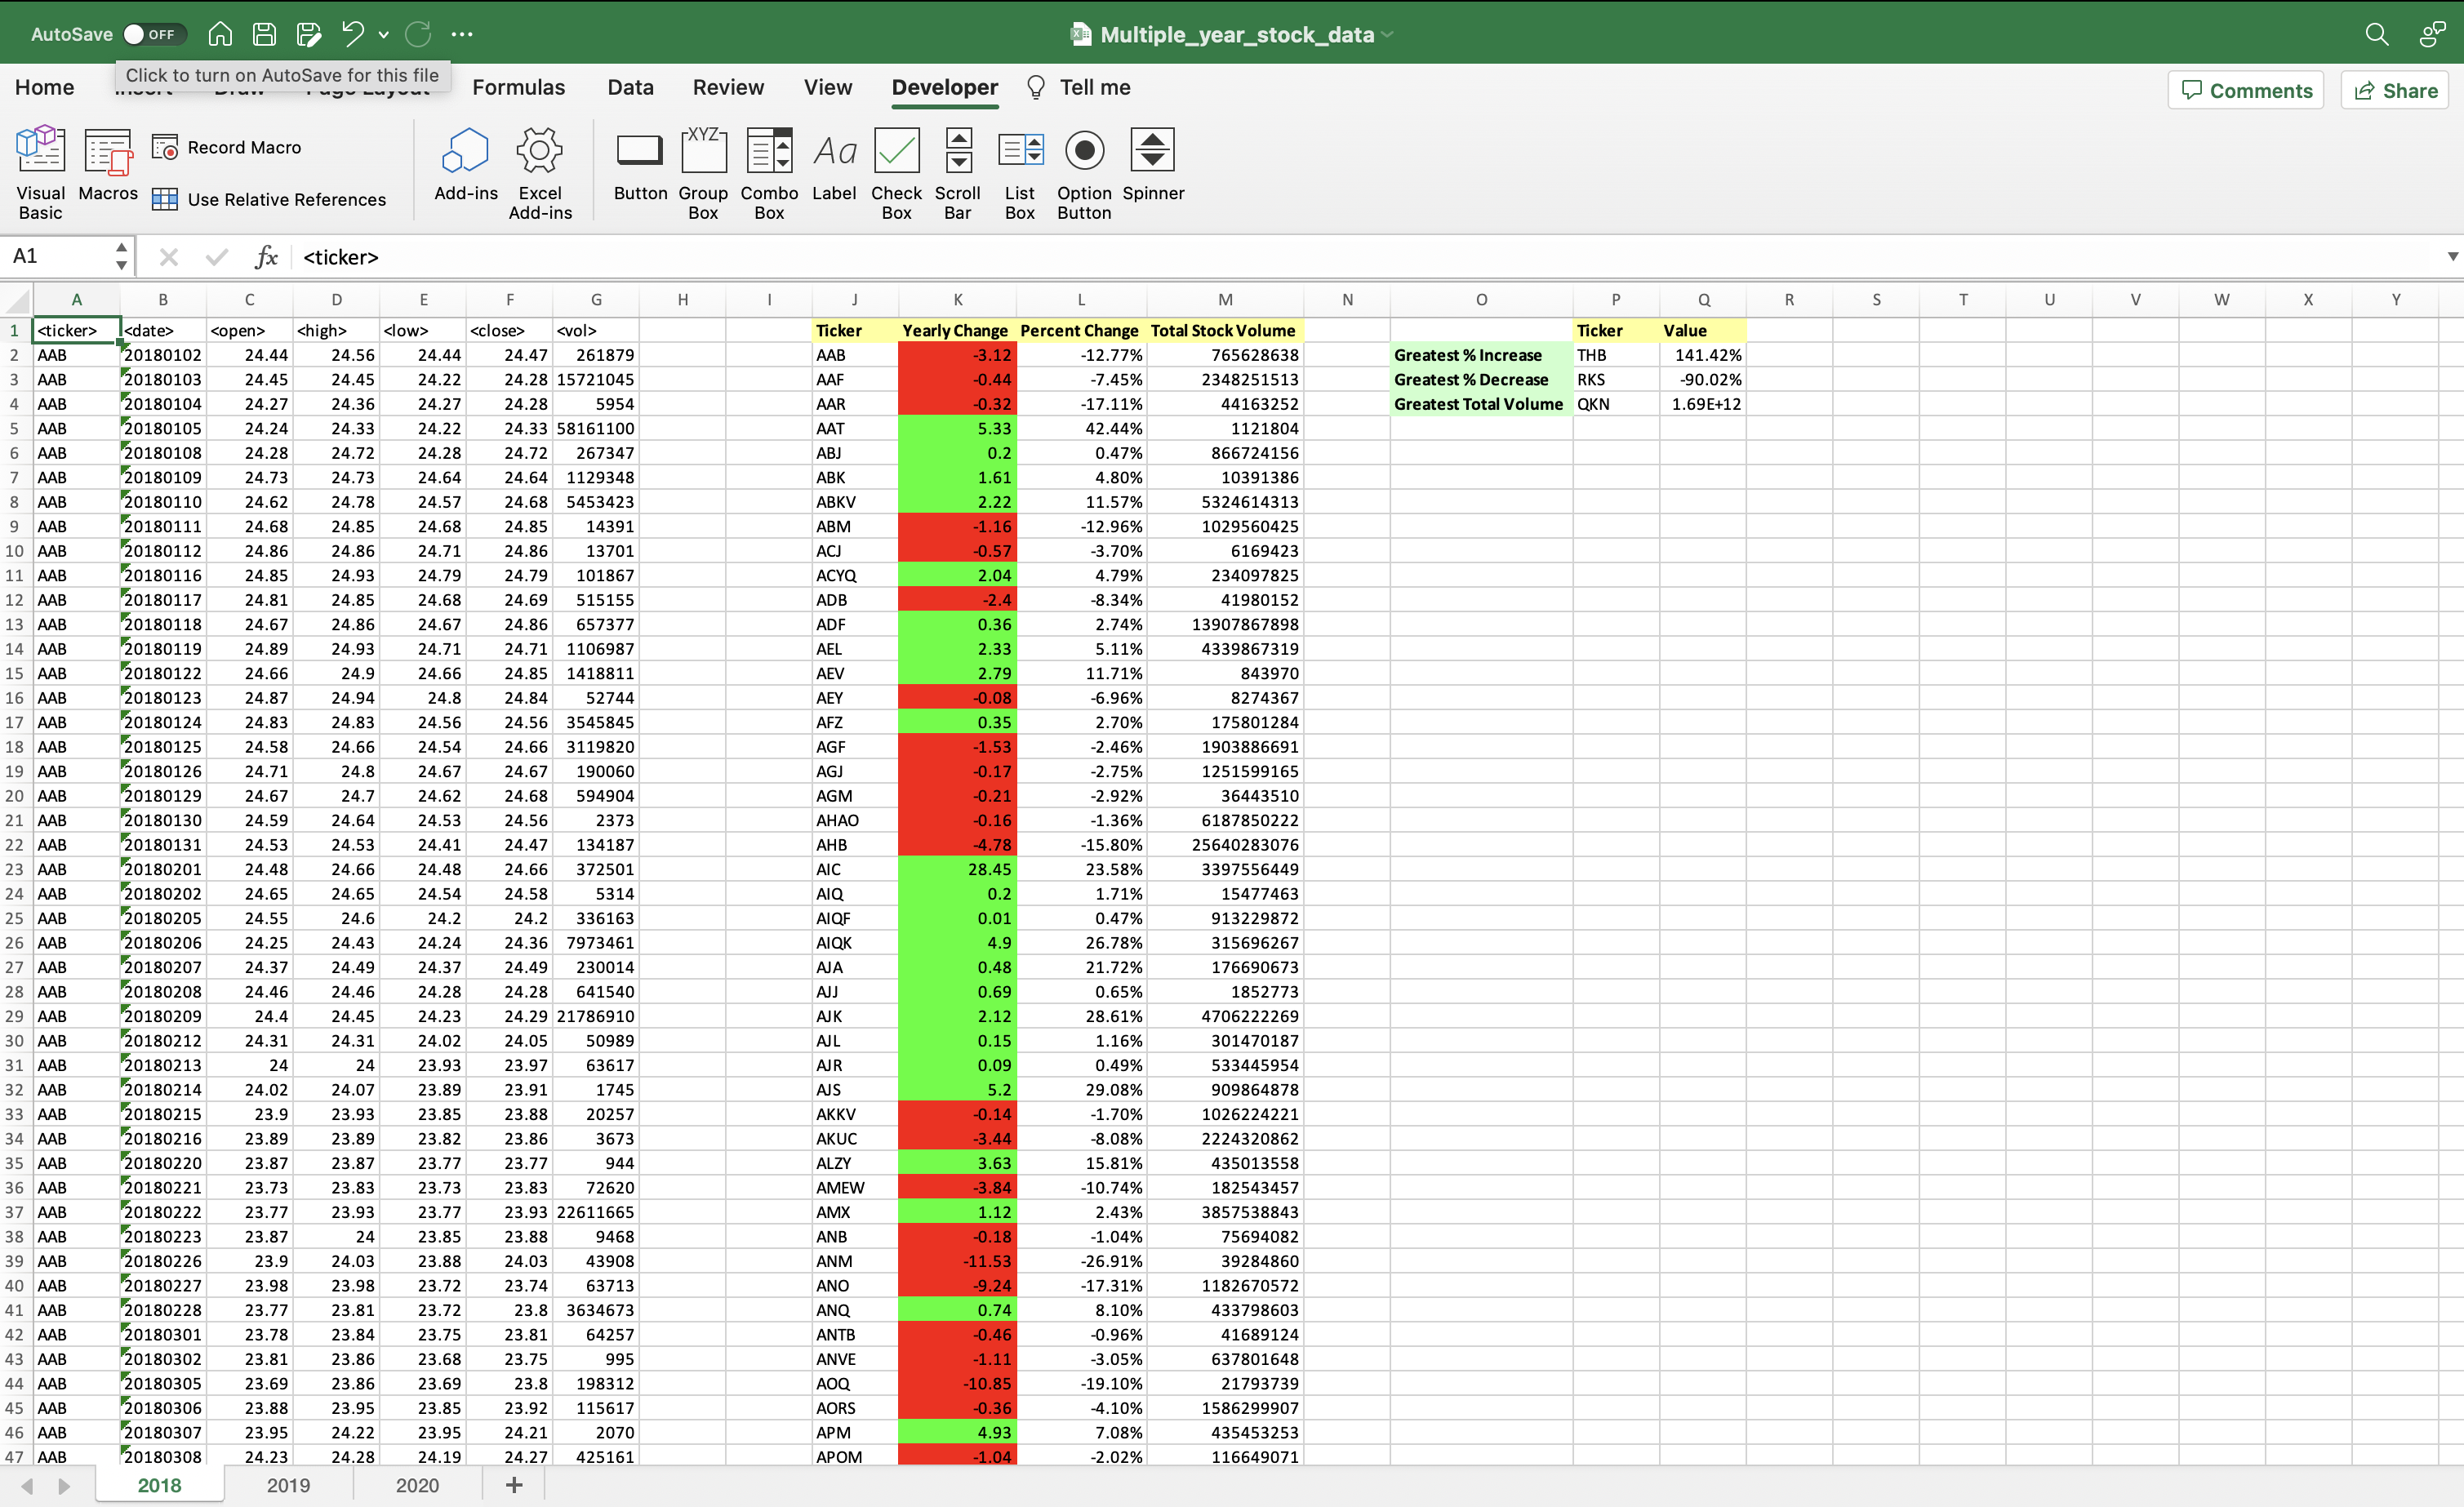 AutoSave OFF Multiple_year_stock_data
Click to turn on AutoSave for this file
Home Formulas Data Review View Developer Tell me Comments Share
Visual Basic Macros Record Macro Use Relative References Add-ins Excel Add-ins Button Group Box Combo Box Label Check Box Scroll Bar List Box Option Button Spinner
XYZ Aa
A1 fx <ticker>
A B C D E F G H I J K L M N O P Q R S T U V W X Y
1 <ticker> <date> <open> <high> <low> <close> <vol> Ticker Yearly Change Percent Change Total Stock Volume Ticker Value
2 AAB 20180102 24.44 24.56 24.44 24.47 261879 AAB -3.12 -12.77% 765628638 Greatest % Increase THB 141.42%
3 AAB 20180103 24.45 24.45 24.22 24.28 15721045 AAF -0.44 -7.45% 2348251513 Greatest % Decrease RKS -90.02%
4 AAB 20180104 24.27 24.36 24.27 24.28 5954 AAR -0.32 -17.11% 44163252 Greatest Total Volume QKN 1.69E+12
5 AAB 20180105 24.24 24.33 24.22 24.33 58161100 AAT 5.33 42.44% 1121804
6 AAB 20180108 24.28 24.72 24.28 24.72 267347 ABJ 0.2 0.47% 866724156
7 AAB 20180109 24.73 24.73 24.64 24.64 1129348 ABK 1.61 4.80% 10391386
8 AAB 20180110 24.62 24.78 24.57 24.68 5453423 ABKV 2.22 11.57% 5324614313
9 AAB 20180111 24.68 24.85 24.68 24.85 14391 ABM -1.16 -12.96% 1029560425
10 AAB 20180112 24.86 24.86 24.71 24.86 13701 ACJ -0.57 -3.70% 6169423
11 AAB 20180116 24.85 24.93 24.79 24.79 101867 ACYQ 2.04 4.79% 234097825
12 AAB 20180117 24.81 24.85 24.68 24.69 515155 ADB -2.4 -8.34% 41980152
13 AAB 20180118 24.67 24.86 24.67 24.86 657377 ADF 0.36 2.74% 13907867898
14 AAB 20180119 24.89 24.93 24.71 24.71 1106987 AEL 2.33 5.11% 4339867319
15 AAB 20180122 24.66 24.9 24.66 24.85 1418811 AEV 2.79 11.71% 843970
16 AAB 20180123 24.87 24.94 24.8 24.84 52744 AEY -0.08 -6.96% 8274367
17 AAB 20180124 24.83 24.83 24.56 24.56 3545845 AFZ 0.35 2.70% 175801284
18 AAB 20180125 24.58 24.66 24.54 24.66 3119820 AGF -1.53 -2.46% 1903886691
19 AAB 20180126 24.71 24.8 24.67 24.67 190060 AGJ -0.17 -2.75% 1251599165
20 AAB 20180129 24.67 24.7 24.62 24.68 594904 AGM -0.21 -2.92% 36443510
21 AAB 20180130 24.59 24.64 24.53 24.56 2373 AHAO -0.16 -1.36% 6187850222
22 AAB 20180131 24.53 24.53 24.41 24.47 134187 AHB -4.78 -15.80% 25640283076
23 AAB 20180201 24.48 24.66 24.48 24.66 372501 AIC 28.45 23.58% 3397556449
24 AAB 20180202 24.65 24.65 24.54 24.58 5314 AIQ 0.2 1.71% 15477463
25 AAB 20180205 24.55 24.6 24.2 24.2 336163 AIQF 0.01 0.47% 913229872
26 AAB 20180206 24.25 24.43 24.24 24.36 7973461 AIQK 4.9 26.78% 315696267
27 AAB 20180207 24.37 24.49 24.37 24.49 230014 AJA 0.48 21.72% 176690673
28 AAB 20180208 24.46 24.46 24.28 24.28 641540 AJJ 0.69 0.65% 1852773
29 AAB 20180209 24.4 24.45 24.23 24.29 21786910 AJK 2.12 28.61% 4706222269
30 AAB 20180212 24.31 24.31 24.02 24.05 50989 AJL 0.15 1.16% 301470187
31 AAB 20180213 24 24 23.93 23.97 63617 AJR 0.09 0.49% 533445954
32 AAB 20180214 24.02 24.07 23.89 23.91 1745 AJS 5.2 29.08% 909864878
33 AAB 20180215 23.9 23.93 23.85 23.88 20257 AKKV -0.14 -1.70% 1026224221
34 AAB 20180216 23.89 23.89 23.82 23.86 3673 AKUC -3.44 -8.08% 2224320862
35 AAB 20180220 23.87 23.87 23.77 23.77 944 ALZY 3.63 15.81% 435013558
36 AAB 20180221 23.73 23.83 23.73 23.83 72620 AMEW -3.84 -10.74% 182543457
37 AAB 20180222 23.77 23.93 23.77 23.93 22611665 AMX 1.12 2.43% 3857538843
38 AAB 20180223 23.87 24 23.85 23.88 9468 ANB -0.18 -1.04% 75694082
39 AAB 20180226 23.9 24.03 23.88 24.03 43908 ANM -11.53 -26.91% 39284860
40 AAB 20180227 23.98 23.98 23.72 23.74 63713 ANO -9.24 -17.31% 1182670572
41 AAB 20180228 23.77 23.81 23.72 23.8 3634673 ANQ 0.74 8.10% 433798603
42 AAB 20180301 23.78 23.84 23.75 23.81 64257 ANTB -0.46 -0.96% 41689124
43 AAB 20180302 23.81 23.86 23.68 23.75 995 ANVE -1.11 -3.05% 637801648
44 AAB 20180305 23.69 23.86 23.69 23.8 198312 AOQ -10.85 -19.10% 21793739
45 AAB 20180306 23.88 23.95 23.85 23.92 115617 AORS -0.36 -4.10% 1586299907
46 AAB 20180307 23.95 24.22 23.95 24.21 2070 APM 4.93 7.08% 435453253
47 AAB 20180308 24.23 24.28 24.19 24.27 425161 APOM -1.04 -2.02% 116649071
2018 2019 2020 +